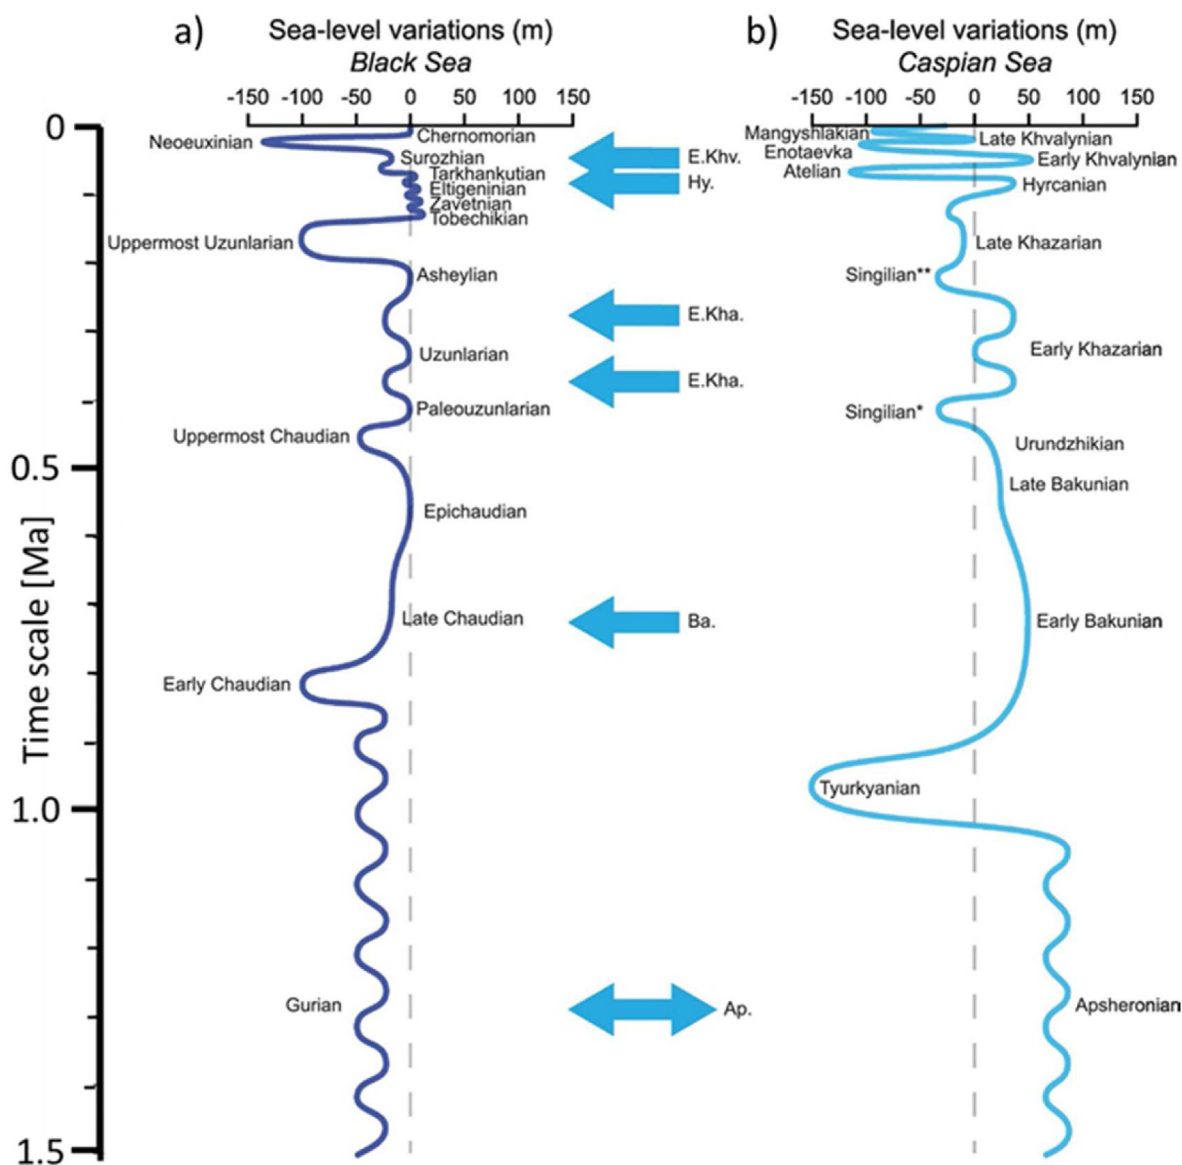 a)
Sea-level variations (m)
Black Sea
-150 -100 -50 0 50 100 150
Neoeuxinian
Chernomorian
Surozhian
Tarkhankutian
Eltigeninian
Zavetnian
Tobechikian
Uppermost Uzunlarian
Asheylian
Uzunlarian
Paleouzunlarian
Uppermost Chaudian
Epichaudian
Late Chaudian
Early Chaudian
Gurian
E.Khv.
Hy.
E.Kha.
E.Kha.
Ba.
Ap.
b)
Sea-level variations (m)
Caspian Sea
-150 -100 -50 0 50 100 150
Mangyshlakian
Late Khvalynian
Enotaevka
Early Khvalynian
Atelian
Hyrcanian
Late Khazarian
Singilian**
Early Khazarian
Singilian*
Urundzhikian
Late Bakunian
Early Bakunian
Tyurkyanian
Apsheronian
Time scale [Ma]
0
0.5
1.0
1.5